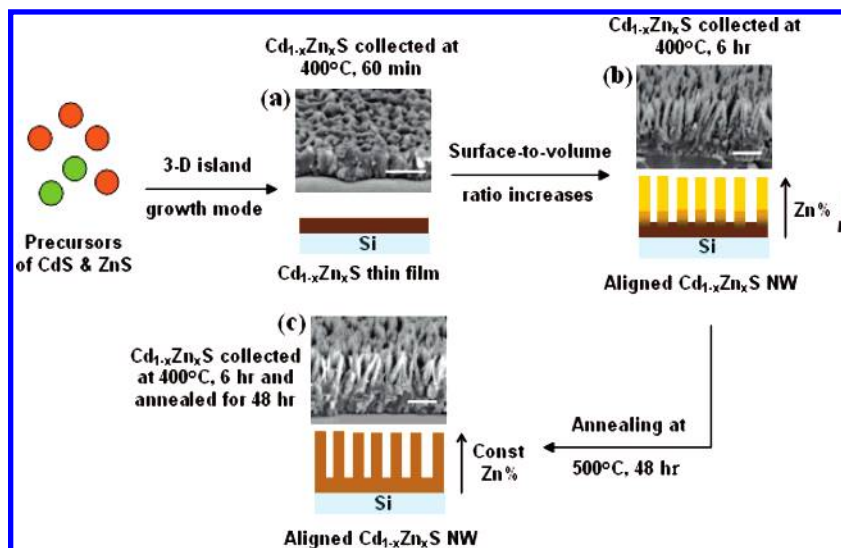 Cd₁₋ₓZnₓS collected at
400°C, 60 min
(a)
3-D island
growth mode
Precursors
of CdS & ZnS
Si
Cd₁₋ₓZnₓS thin film
Surface-to-volume
ratio increases
Cd₁₋ₓZnₓS collected at
400°C, 6 hr
(b)
Zn%
Si
Aligned Cd₁₋ₓZnₓS NW
Annealing at
500°C, 48 hr
(c)
Cd₁₋ₓZnₓS collected
at 400°C, 6 hr and
annealed for 48 hr
Const
Zn%
Si
Aligned Cd₁₋ₓZnₓS NW